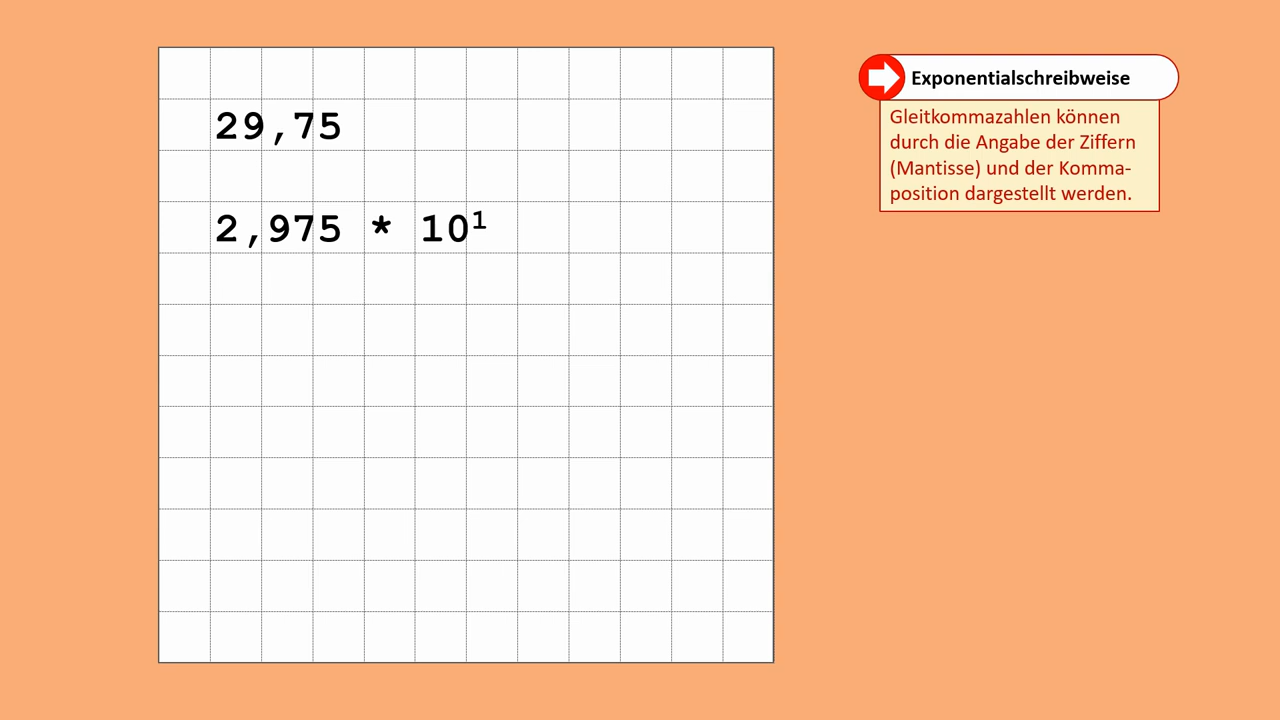 29,75
2,975 * 10¹
Exponentialschreibweise
Gleitkommazahlen können
durch die Angabe der Ziffern
(Mantisse) und der Komma-
position dargestellt werden.